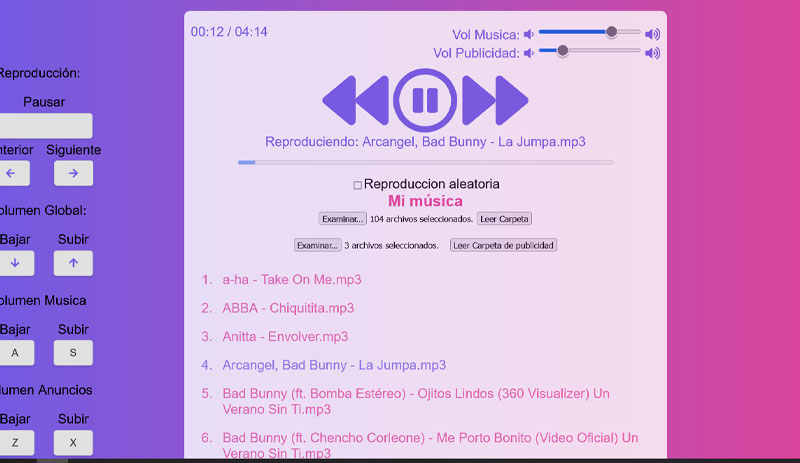 00:12 / 04:14
Vol Musica:
Vol Publicidad:
Reproducción:
Pausar
Siguiente
Reproduciendo: Arcangel, Bad Bunny - La Jumpa.mp3
Reproduccion aleatoria
Mi música
Examinar... 104 archivos seleccionados. Leer Carpeta
Examinar... 3 archivos seleccionados. Leer Carpeta de publicidad
1. a-ha - Take On Me.mp3
2. ABBA - Chiquitita.mp3
3. Anitta - Envolver.mp3
4. Arcangel, Bad Bunny - La Jumpa.mp3
5. Bad Bunny (ft. Bomba Estéreo) - Ojitos Lindos (360 Visualizer) Un
Verano Sin Ti.mp3
6. Bad Bunny (ft. Chencho Corleone) - Me Porto Bonito (Video Oficial) Un
Verano Sin Ti.mp3
Global:
Bajar Subir
Musica
Bajar Subir
A S
Anuncios
Bajar Subir
Z X